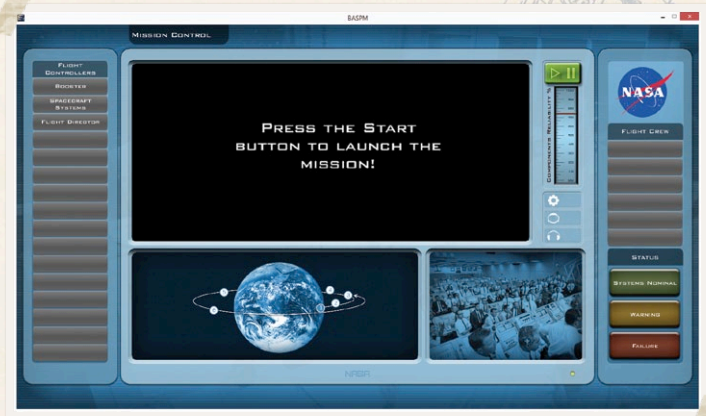 BASPM
MISSION CONTROL
FLIGHT
CONTROLLERS
BOOSTER
SPACECRAFT
SYSTEMS
FLIGHT DIRECTOR
PRESS THE START
BUTTON TO LAUNCH THE
MISSION!
COMPONENTS RELIABILITY %
NASA
FLIGHT CREW
STATUS
SYSTEMS NOMINAL
WARNING
FAILURE
NASA